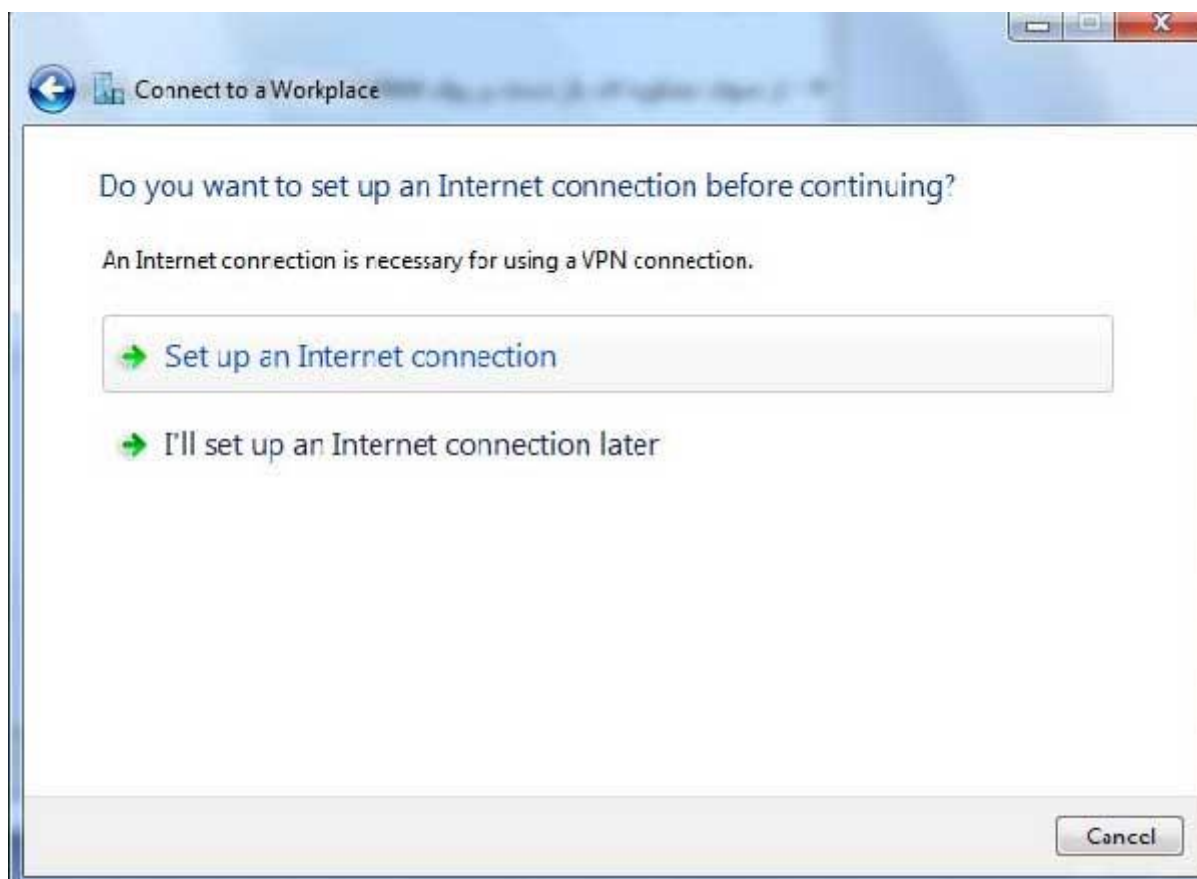 Connect to a Workplace
Do you want to set up an Internet connection before continuing?
An Internet connection is necessary for using a VPN connection.
Set up an Internet connection
I'll set up an Internet connection later
Cancel